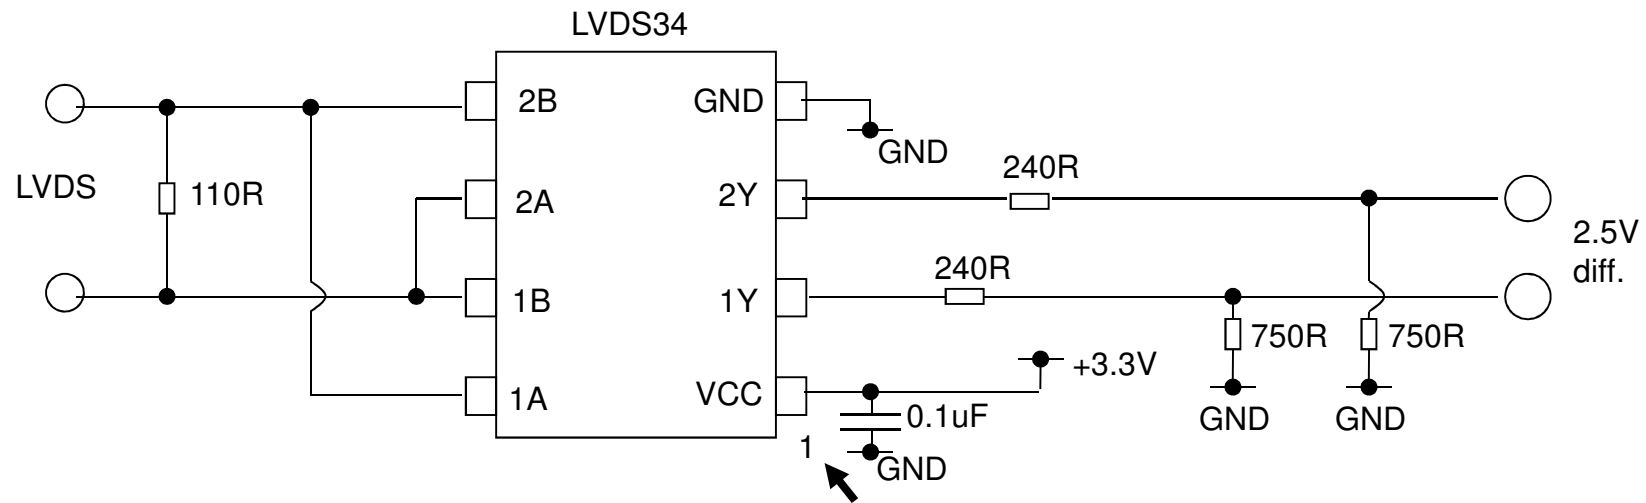 LVDS34
2B
GND
GND
240R
LVDS
110R
2A
2Y
2.5V
diff.
240R
1B
1Y
750R
750R
+3.3V
1A
VCC
0.1uF
GND
GND
1
GND